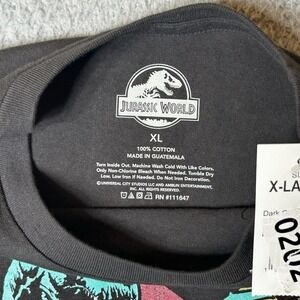 JURASSIC WORLD
XL
100% COTTON
MADE IN GUATEMALA
Turn Inside Out. Machine Wash Cold With Like Colors.
Only Non-Chlorine Bleach When Needed. Tumble Dry
Low. Low Iron If Needed. Do Not Iron Decoration.
©UNIVERSAL CITY STUDIOS LLC AND AMBLIN ENTERTAINMENT,
INC. ALL RIGHTS RESERVED.
RN #111647
X-LA
Dark
0202